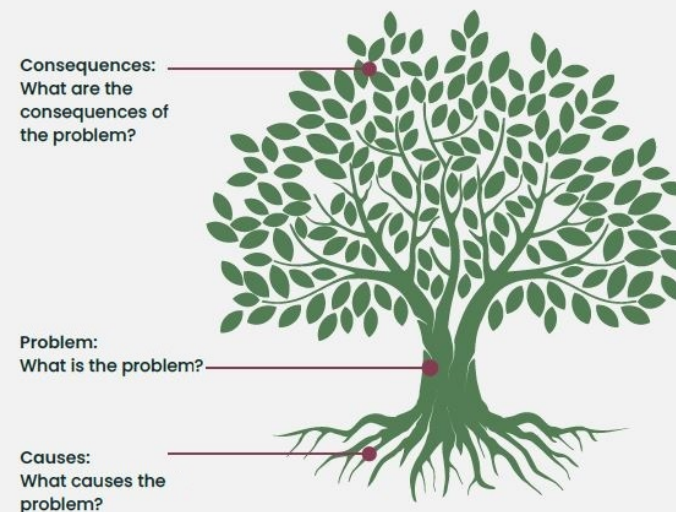 Consequences:
What are the
consequences of
the problem?
Problem:
What is the problem?
Causes:
What causes the
problem?